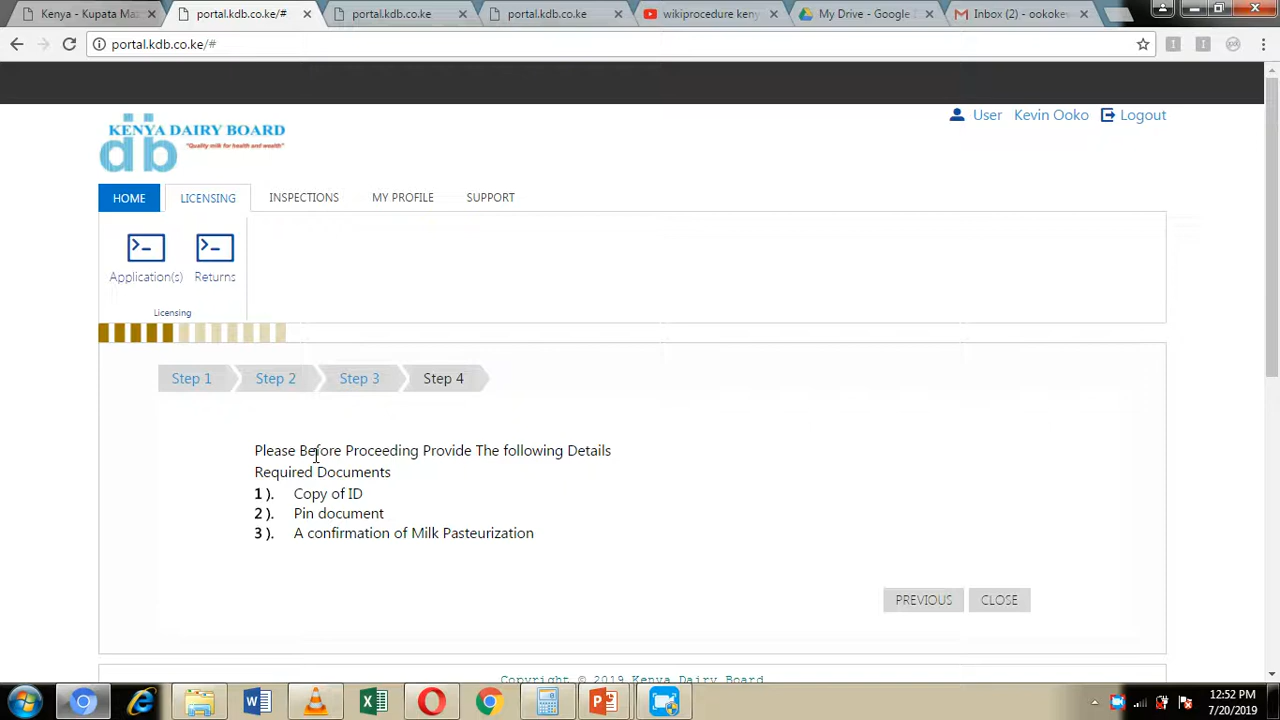 Kenya - Kupata Ma
portal.kdb.co.ke/#
portal.kdb.co.ke
portal.kdb.co.ke
wikiprocedure keny
My Drive - Google
Inbox (2) - ookokev
portal.kdb.co.ke/#
KENYA DAIRY BOARD
db
"Quality milk for health and wealth"
User Kevin Ooko Logout
HOME LICENSING INSPECTIONS MY PROFILE SUPPORT
Application(s) Returns
Licensing
Step 1 Step 2 Step 3 Step 4
Please Before Proceeding Provide The following Details
Required Documents
1 ). Copy of ID
2 ). Pin document
3 ). A confirmation of Milk Pasteurization
PREVIOUS CLOSE
Copyright © 2019 Kenya Dairy Board
12:52 PM
7/20/2019